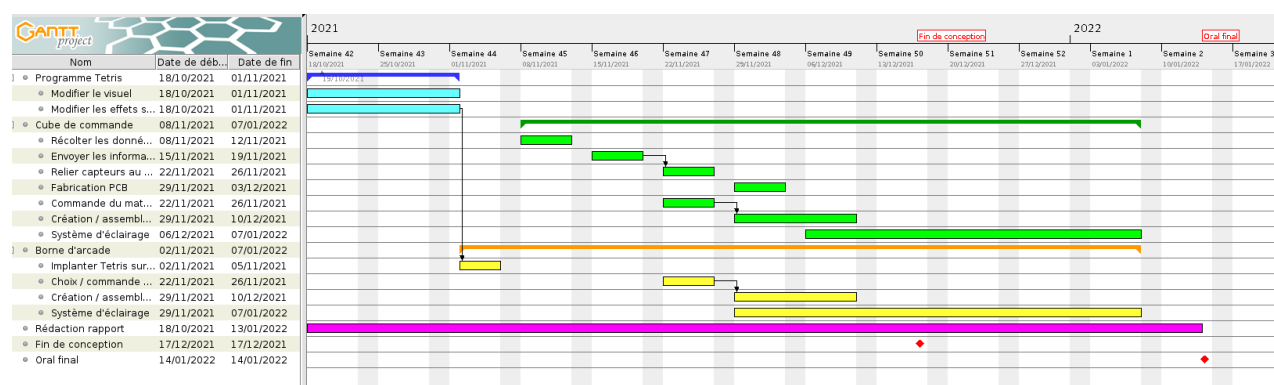 GANTT
project
2021
2022
Fin de conception
Oral final
Semaine 42 Semaine 43 Semaine 44 Semaine 45 Semaine 46 Semaine 47 Semaine 48 Semaine 49 Semaine 50 Semaine 51 Semaine 52 Semaine 1 Semaine 2 Semaine 3
18/10/2021 25/10/2021 01/11/2021 08/11/2021 15/11/2021 22/11/2021 29/11/2021 06/12/2021 13/12/2021 20/12/2021 27/12/2021 03/01/2022 10/01/2022 17/01/2022
Nom Date de déb... Date de fin
19/10/2021
Programme Tetris 18/10/2021 01/11/2021
Modifier le visuel 18/10/2021 01/11/2021
Modifier les effets s... 18/10/2021 01/11/2021
Cube de commande 08/11/2021 07/01/2022
Récolter les donné... 08/11/2021 12/11/2021
Envoyer les informa... 15/11/2021 19/11/2021
Relier capteurs au ... 22/11/2021 26/11/2021
Fabrication PCB 29/11/2021 03/12/2021
Commande du mat... 22/11/2021 26/11/2021
Création / assembl... 29/11/2021 10/12/2021
Système d'éclairage 06/12/2021 07/01/2022
Borne d'arcade 02/11/2021 07/01/2022
Implanter Tetris sur... 02/11/2021 05/11/2021
Choix / commande ... 22/11/2021 26/11/2021
Création / assembl... 29/11/2021 10/12/2021
Système d'éclairage 29/11/2021 07/01/2022
Rédaction rapport 18/10/2021 13/01/2022
Fin de conception 17/12/2021 17/12/2021
Oral final 14/01/2022 14/01/2022